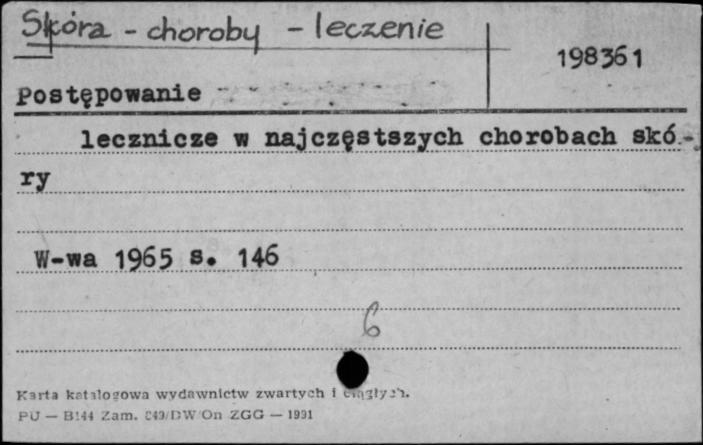 Skóra - choroby - leczenie
198361
Postępowanie
lecznicze w najczęstszych chorobach skó-
ry
W-wa 1965 s. 146
6
Karta katalogowa wydawnictw zwartych i ciągłych.
PU — B144 Zam. 249/DW/On ZGG — 1991